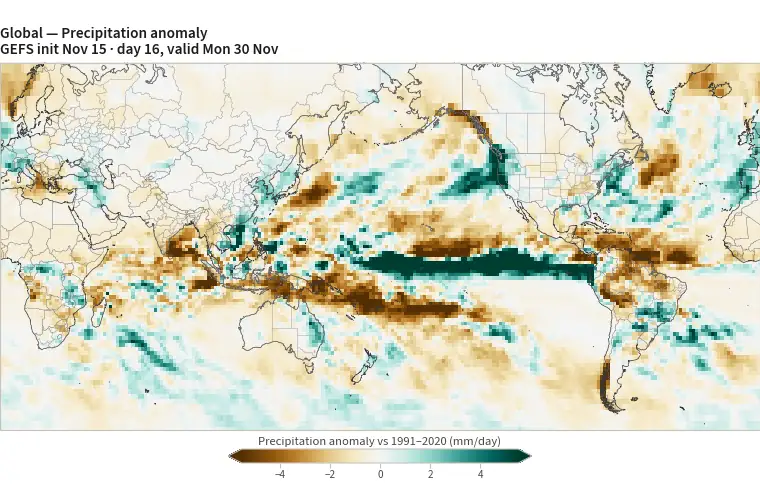 Global — Precipitation anomaly
GEFS init Nov 15 · day 16, valid Mon 30 Nov
Precipitation anomaly vs 1991–2020 (mm/day)
−4 −2 0 2 4